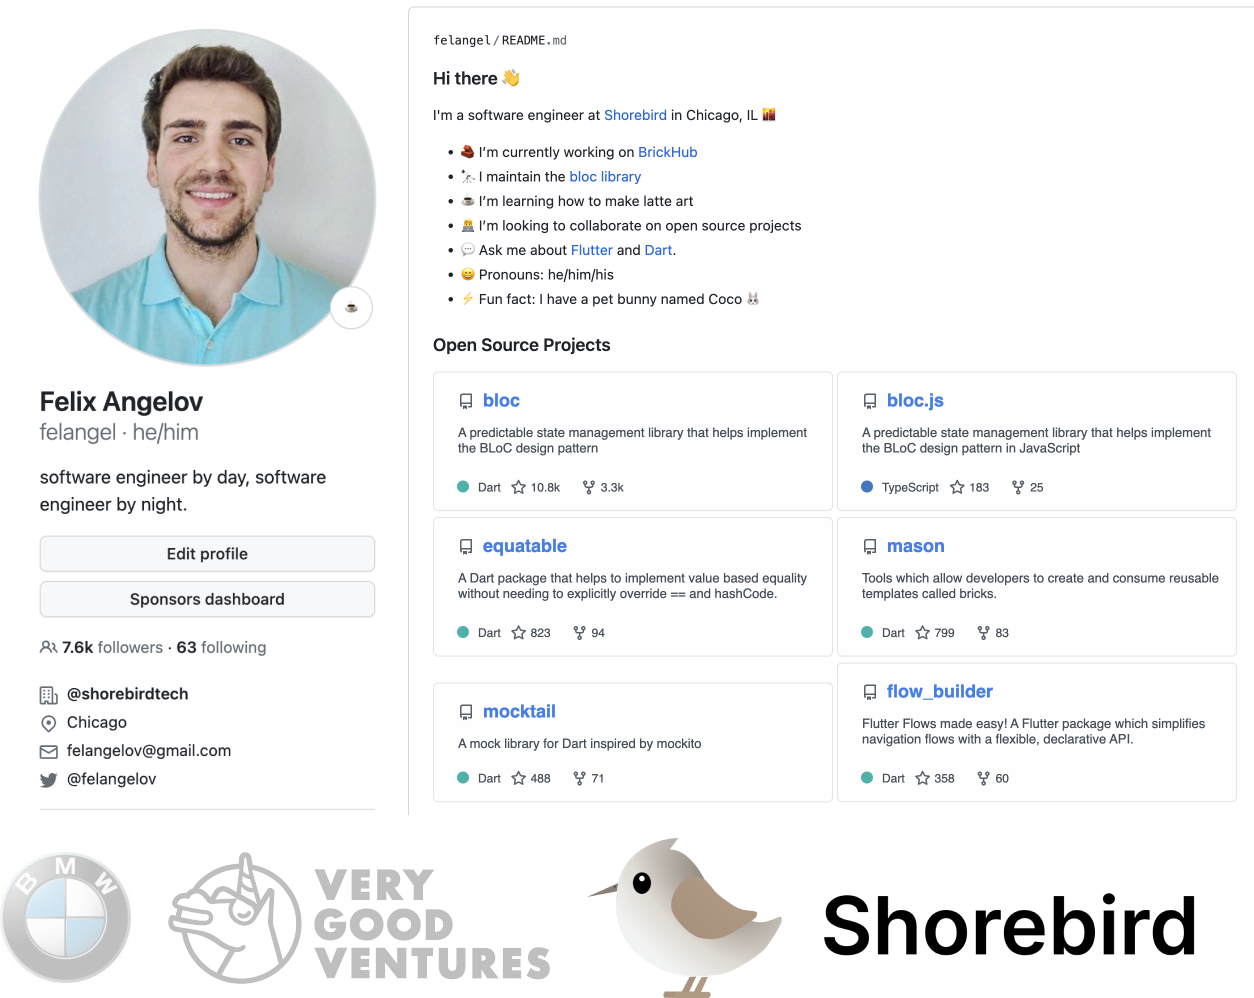 Felix Angelov
felangel · he/him
software engineer by day, software
engineer by night.
Edit profile
Sponsors dashboard
7.6k followers · 63 following
@shorebirdtech
Chicago
felangelov@gmail.com
@felangelov
felangel/README.md
Hi there 👋
I'm a software engineer at Shorebird in Chicago, IL 🌇
• 🧱 I’m currently working on BrickHub
• 🔭 I maintain the bloc library
• ☕ I’m learning how to make latte art
• 👨‍💻 I’m looking to collaborate on open source projects
• 💬 Ask me about Flutter and Dart.
• 😄 Pronouns: he/him/his
• ⚡ Fun fact: I have a pet bunny named Coco 🐰
Open Source Projects
bloc
A predictable state management library that helps implement
the BLoC design pattern
Dart 10.8k 3.3k
bloc.js
A predictable state management library that helps implement
the BLoC design pattern in JavaScript
TypeScript 183 25
equatable
A Dart package that helps to implement value based equality
without needing to explicitly override == and hashCode.
Dart 823 94
mason
Tools which allow developers to create and consume reusable
templates called bricks.
Dart 799 83
mocktail
A mock library for Dart inspired by mockito
Dart 488 71
flow_builder
Flutter Flows made easy! A Flutter package which simplifies
navigation flows with a flexible, declarative API.
Dart 358 60
BMW
VERY
GOOD
VENTURES
Shorebird